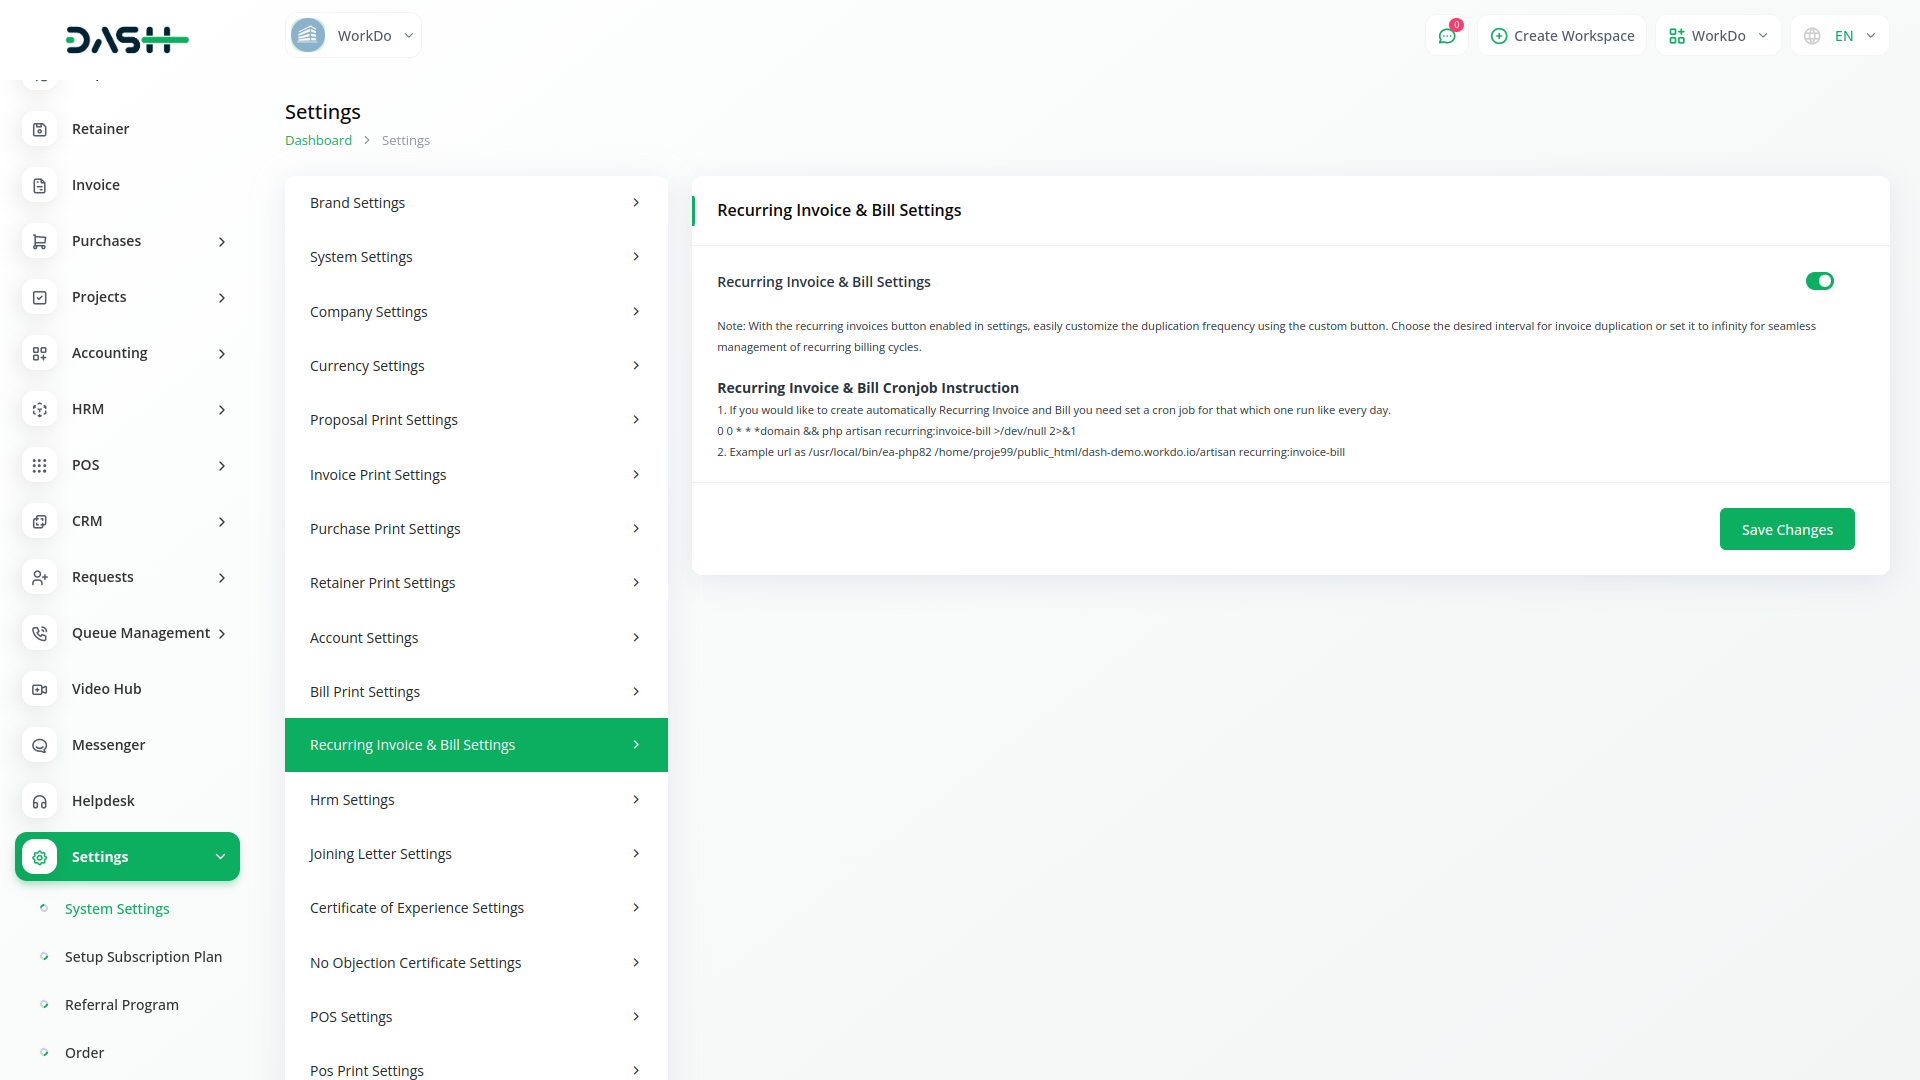 DASH
WorkDo
0
Create Workspace
WorkDo
EN
Retainer
Invoice
Purchases
Projects
Accounting
HRM
POS
CRM
Requests
Queue Management
Video Hub
Messenger
Helpdesk
Settings
System Settings
Setup Subscription Plan
Referral Program
Order
Settings
Dashboard > Settings
Brand Settings
System Settings
Company Settings
Currency Settings
Proposal Print Settings
Invoice Print Settings
Purchase Print Settings
Retainer Print Settings
Account Settings
Bill Print Settings
Recurring Invoice & Bill Settings
Hrm Settings
Joining Letter Settings
Certificate of Experience Settings
No Objection Certificate Settings
POS Settings
Pos Print Settings
Recurring Invoice & Bill Settings
Recurring Invoice & Bill Settings
Note: With the recurring invoices button enabled in settings, easily customize the duplication frequency using the custom button. Choose the desired interval for invoice duplication or set it to infinity for seamless
management of recurring billing cycles.
Recurring Invoice & Bill Cronjob Instruction
1. If you would like to create automatically Recurring Invoice and Bill you need set a cron job for that which one run like every day.
0 0 * * *domain && php artisan recurring:invoice-bill >/dev/null 2>&1
2. Example url as /usr/local/bin/ea-php82 /home/proje99/public_html/dash-demo.workdo.io/artisan recurring:invoice-bill
Save Changes